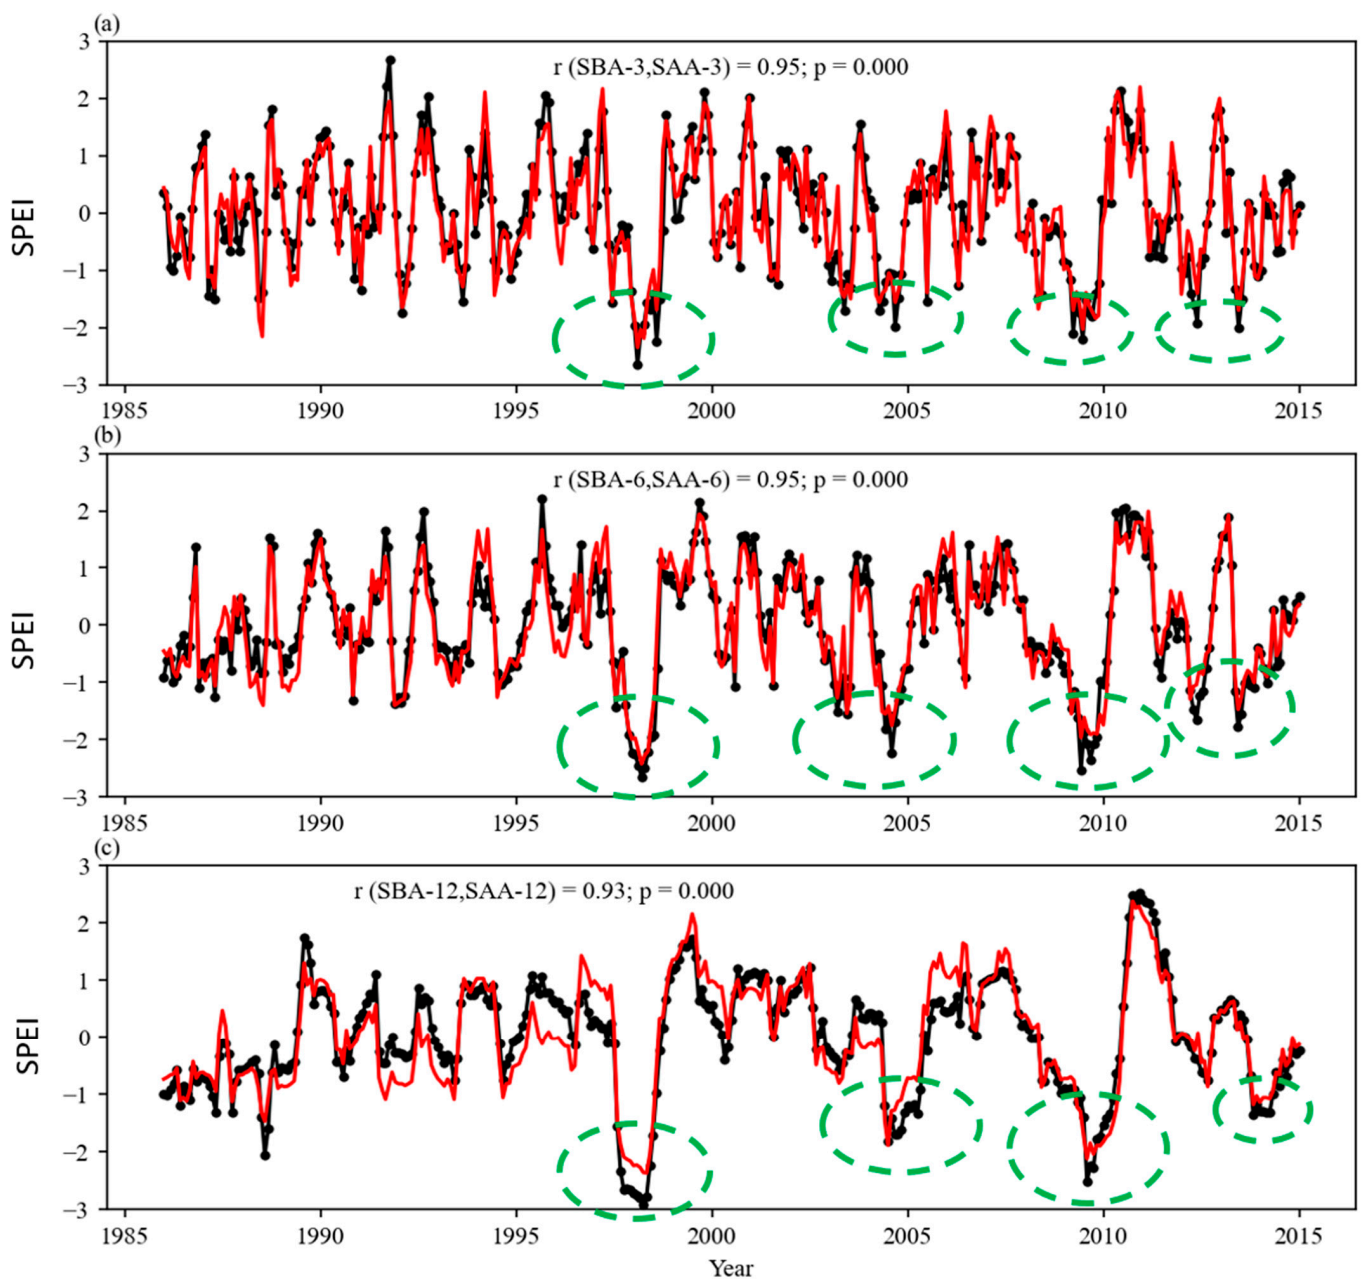 (a)
r (SBA-3,SAA-3) = 0.95; p = 0.000
SPEI
3
2
1
0
−1
−2
−3
1985 1990 1995 2000 2005 2010 2015
(b)
r (SBA-6,SAA-6) = 0.95; p = 0.000
SPEI
3
2
1
0
−1
−2
−3
1985 1990 1995 2000 2005 2010 2015
(c)
r (SBA-12,SAA-12) = 0.93; p = 0.000
SPEI
3
2
1
0
−1
−2
−3
1985 1990 1995 2000 2005 2010 2015
Year